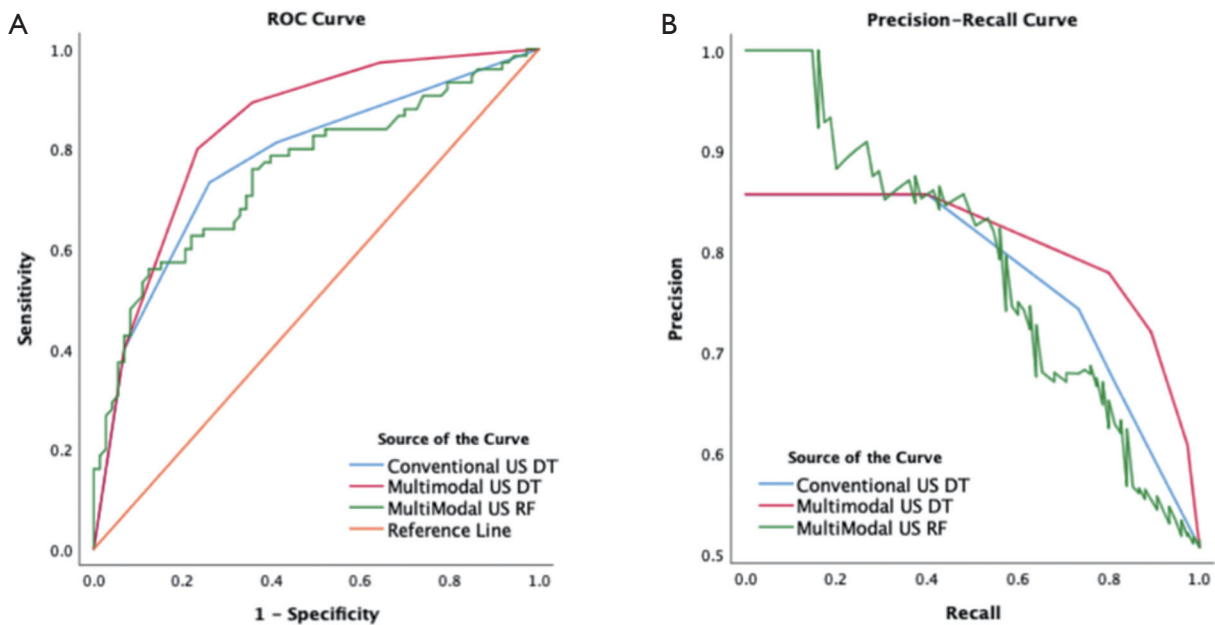 A
ROC Curve
1.0
0.8
0.6
0.4
0.2
0.0
Sensitivity
Source of the Curve
Conventional US DT
Multimodal US DT
MultiModal US RF
Reference Line
0.0 0.2 0.4 0.6 0.8 1.0
1 – Specificity
B
Precision-Recall Curve
1.0
0.9
0.8
0.7
0.6
0.5
Precision
Source of the Curve
Conventional US DT
Multimodal US DT
MultiModal US RF
0.0 0.2 0.4 0.6 0.8 1.0
Recall